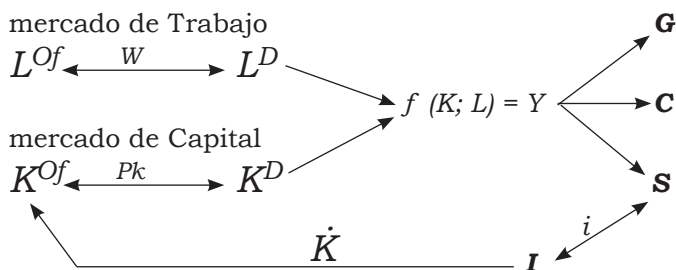 mercado de Trabajo
G
L^Of W L^D
f (K; L) = Y
C
mercado de Capital
K^Of Pk K^D
S
i
K̇
I